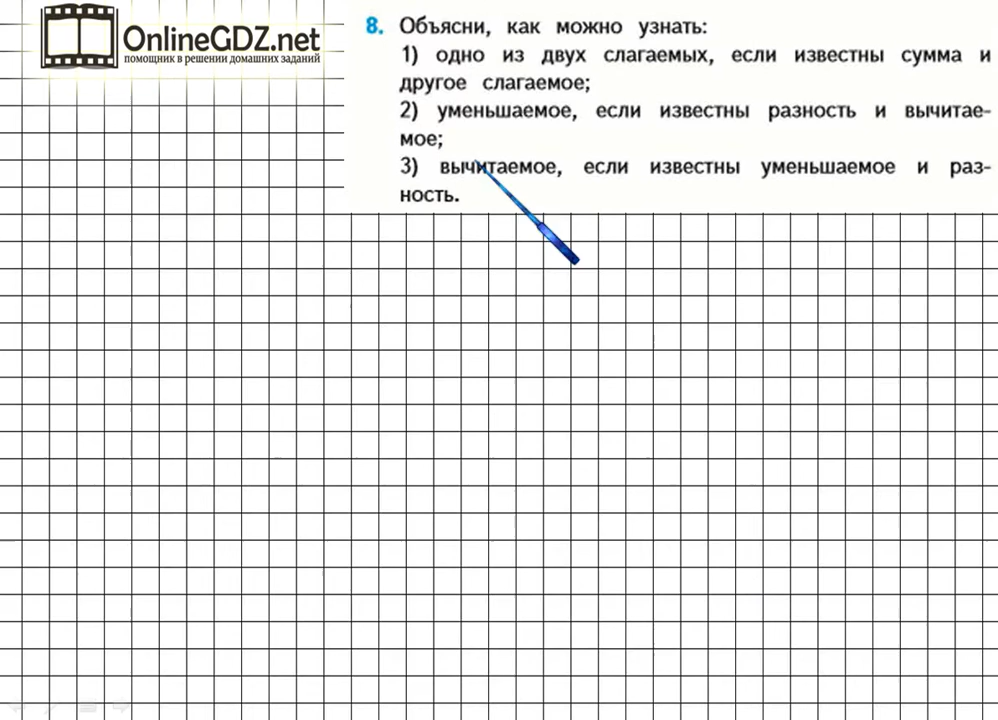 OnlineGDZ.net
помощник в решении домашних заданий
8. Объясни, как можно узнать:
1) одно из двух слагаемых, если известны сумма и
другое слагаемое;
2) уменьшаемое, если известны разность и вычитае-
мое;
3) вычитаемое, если известны уменьшаемое и раз-
ность.